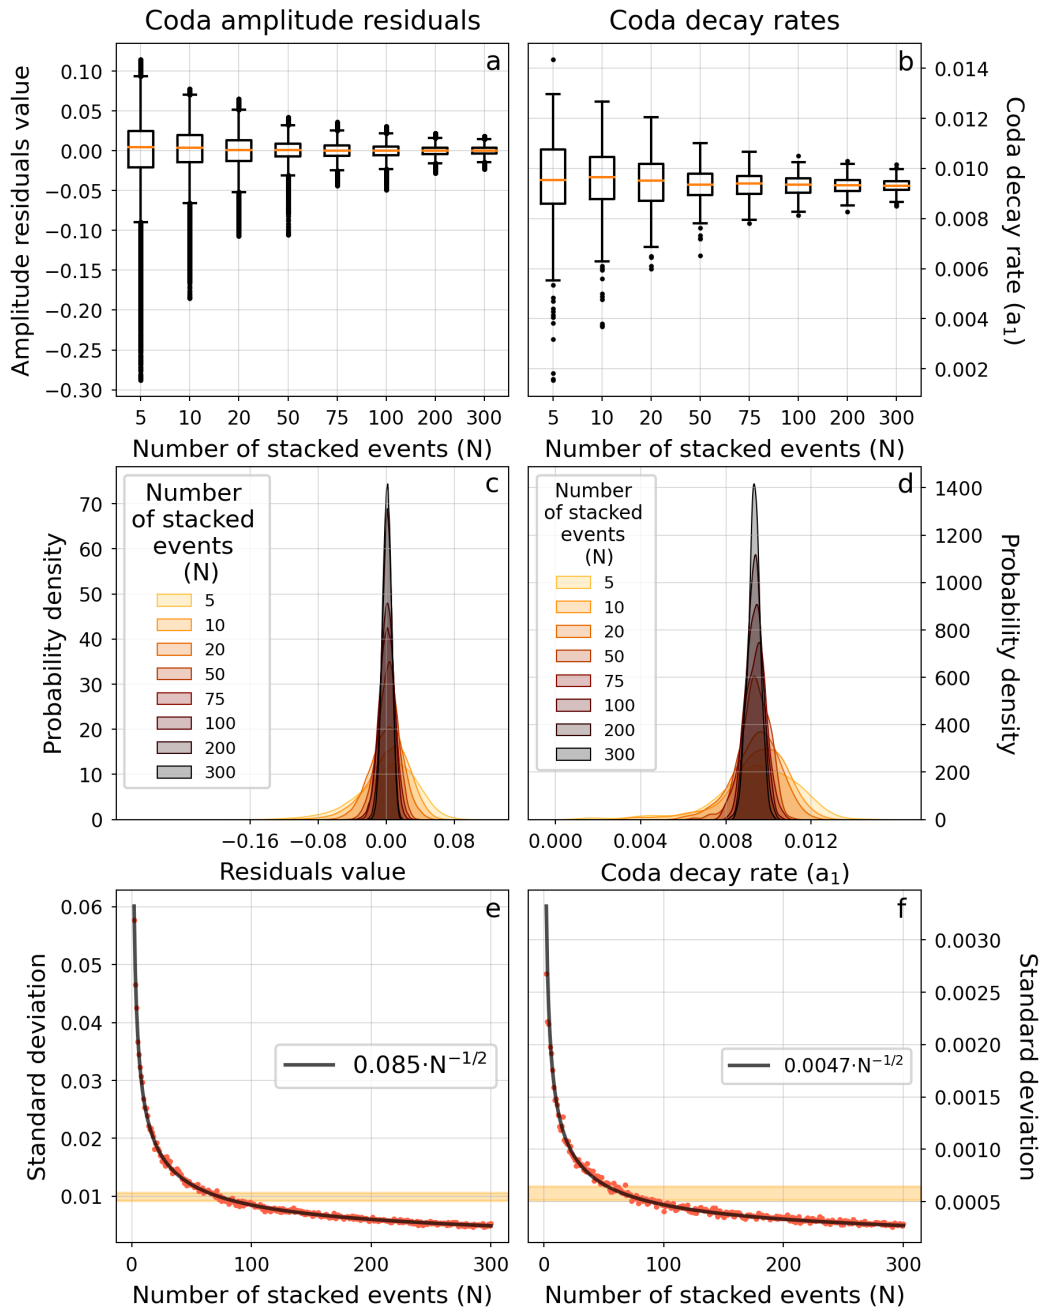 Coda amplitude residuals
Coda decay rates
a
b
Amplitude residuals value
0.10
0.05
0.00
−0.05
−0.10
−0.15
−0.20
−0.25
−0.30
0.014
0.012
0.010
0.008
0.006
0.004
0.002
Coda decay rate (a₁)
5 10 20 50 75 100 200 300
5 10 20 50 75 100 200 300
Number of stacked events (N)
Number of stacked events (N)
c
d
Probability density
70
60
50
40
30
20
10
0
Number
of stacked
events
(N)
5
10
20
50
75
100
200
300
Number
of stacked
events
(N)
5
10
20
50
75
100
200
300
1400
1200
1000
800
600
400
200
0
Probability density
−0.16 −0.08 0.00 0.08
0.000 0.004 0.008 0.012
Residuals value
Coda decay rate (a₁)
e
f
Standard deviation
0.06
0.05
0.04
0.03
0.02
0.01
0.085·N⁻¹/²
0.0047·N⁻¹/²
0.0030
0.0025
0.0020
0.0015
0.0010
0.0005
Standard deviation
0 100 200 300
0 100 200 300
Number of stacked events (N)
Number of stacked events (N)